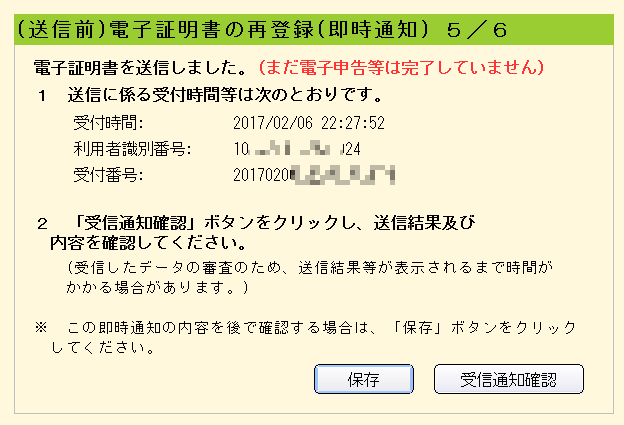 (送信前)電子証明書の再登録(即時通知) ５／６
電子証明書を送信しました。(まだ電子申告等は完了していません)
１　送信に係る受付時間等は次のとおりです。
受付時間: 2017/02/06 22:27:52
利用者識別番号: 10 24
受付番号: 2017020
２　「受信通知確認」ボタンをクリックし、送信結果及び
内容を確認してください。
(受信したデータの審査のため、送信結果等が表示されるまで時間が
かかる場合があります。)
※　この即時通知の内容を後で確認する場合は、「保存」ボタンをクリック
してください。
保存 受信通知確認